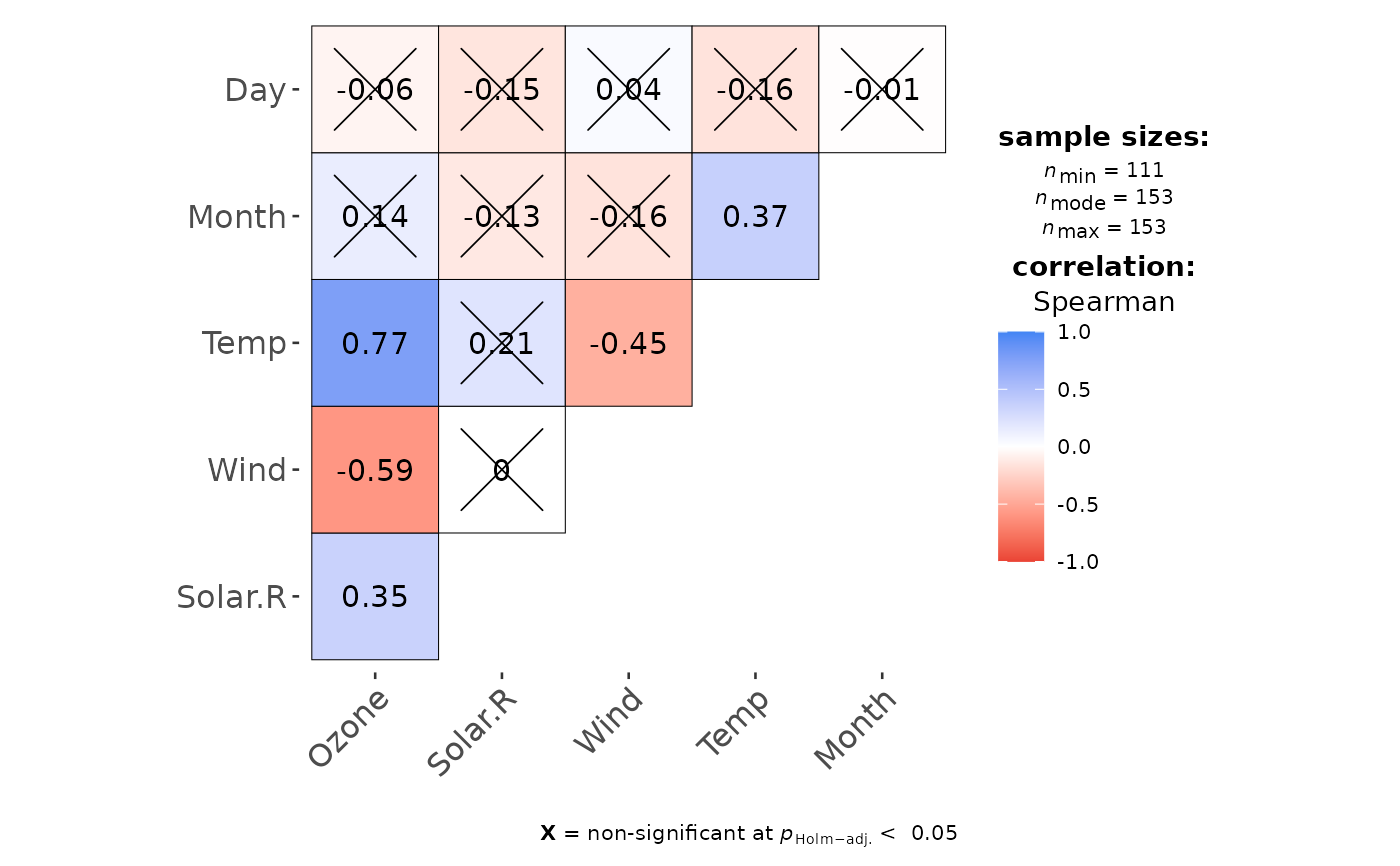 Day -0.06 -0.15 0.04 -0.16 -0.01
Month 0.14 -0.13 -0.16 0.37
Temp 0.77 0.21 -0.45
Wind -0.59 0
Solar.R 0.35
Ozone Solar.R Wind Temp Month
sample sizes:
n min = 111
n mode = 153
n max = 153
correlation:
Spearman
1.0
0.5
0.0
-0.5
-1.0
X = non-significant at p Holm−adj. < 0.05